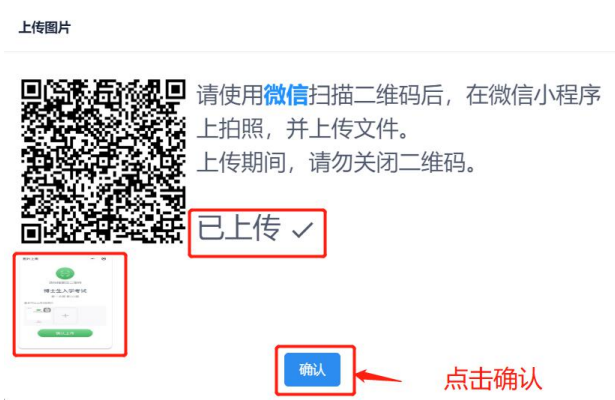 上传图片
请使用微信扫描二维码后，在微信小程序
上拍照，并上传文件。
上传期间，请勿关闭二维码。
已上传
博士生入学考试
确认
点击确认